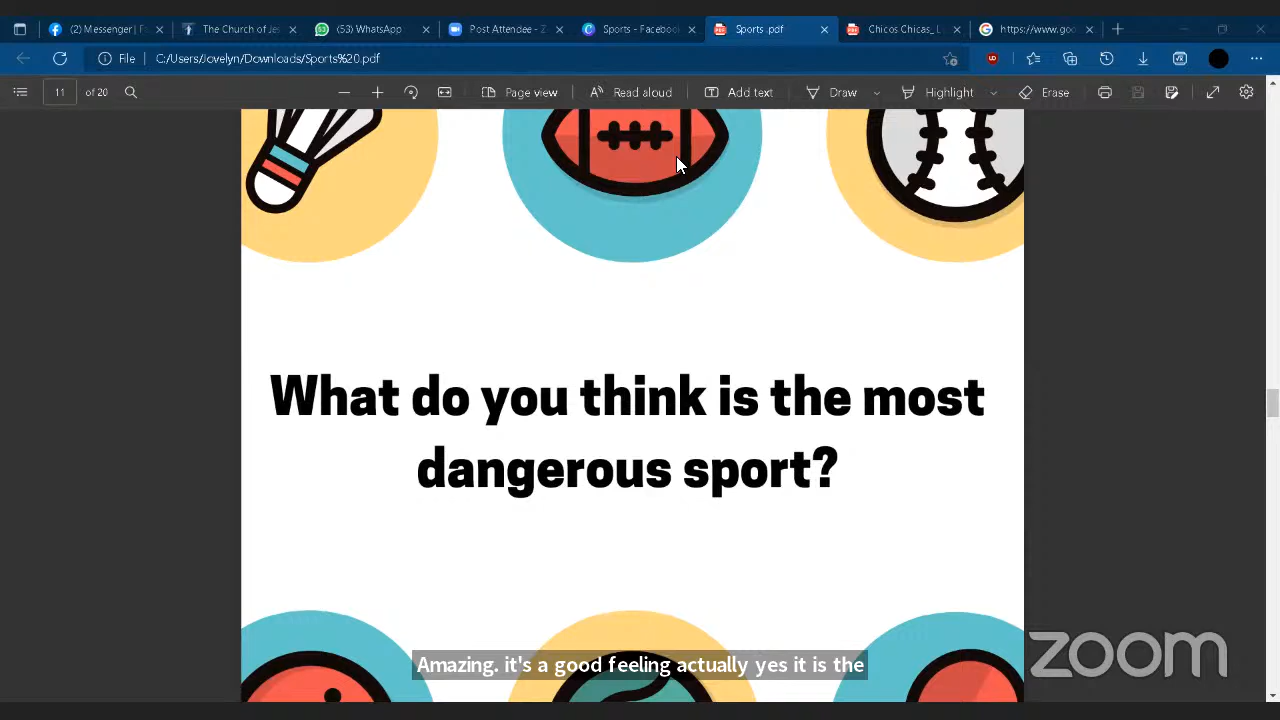 (2) Messenger | F
The Church of Jes
(53) WhatsApp
Post Attendee - Z
Sports - Facebook
Sports .pdf
Chicos Chicas_ L
https://www.goo
File
C:/Users/Jovelyn/Downloads/Sports%20.pdf
11 of 20
Page view
Read aloud
Add text
Draw
Highlight
Erase
What do you think is the most
dangerous sport?
Amazing. it's a good feeling actually yes it is the
zoom